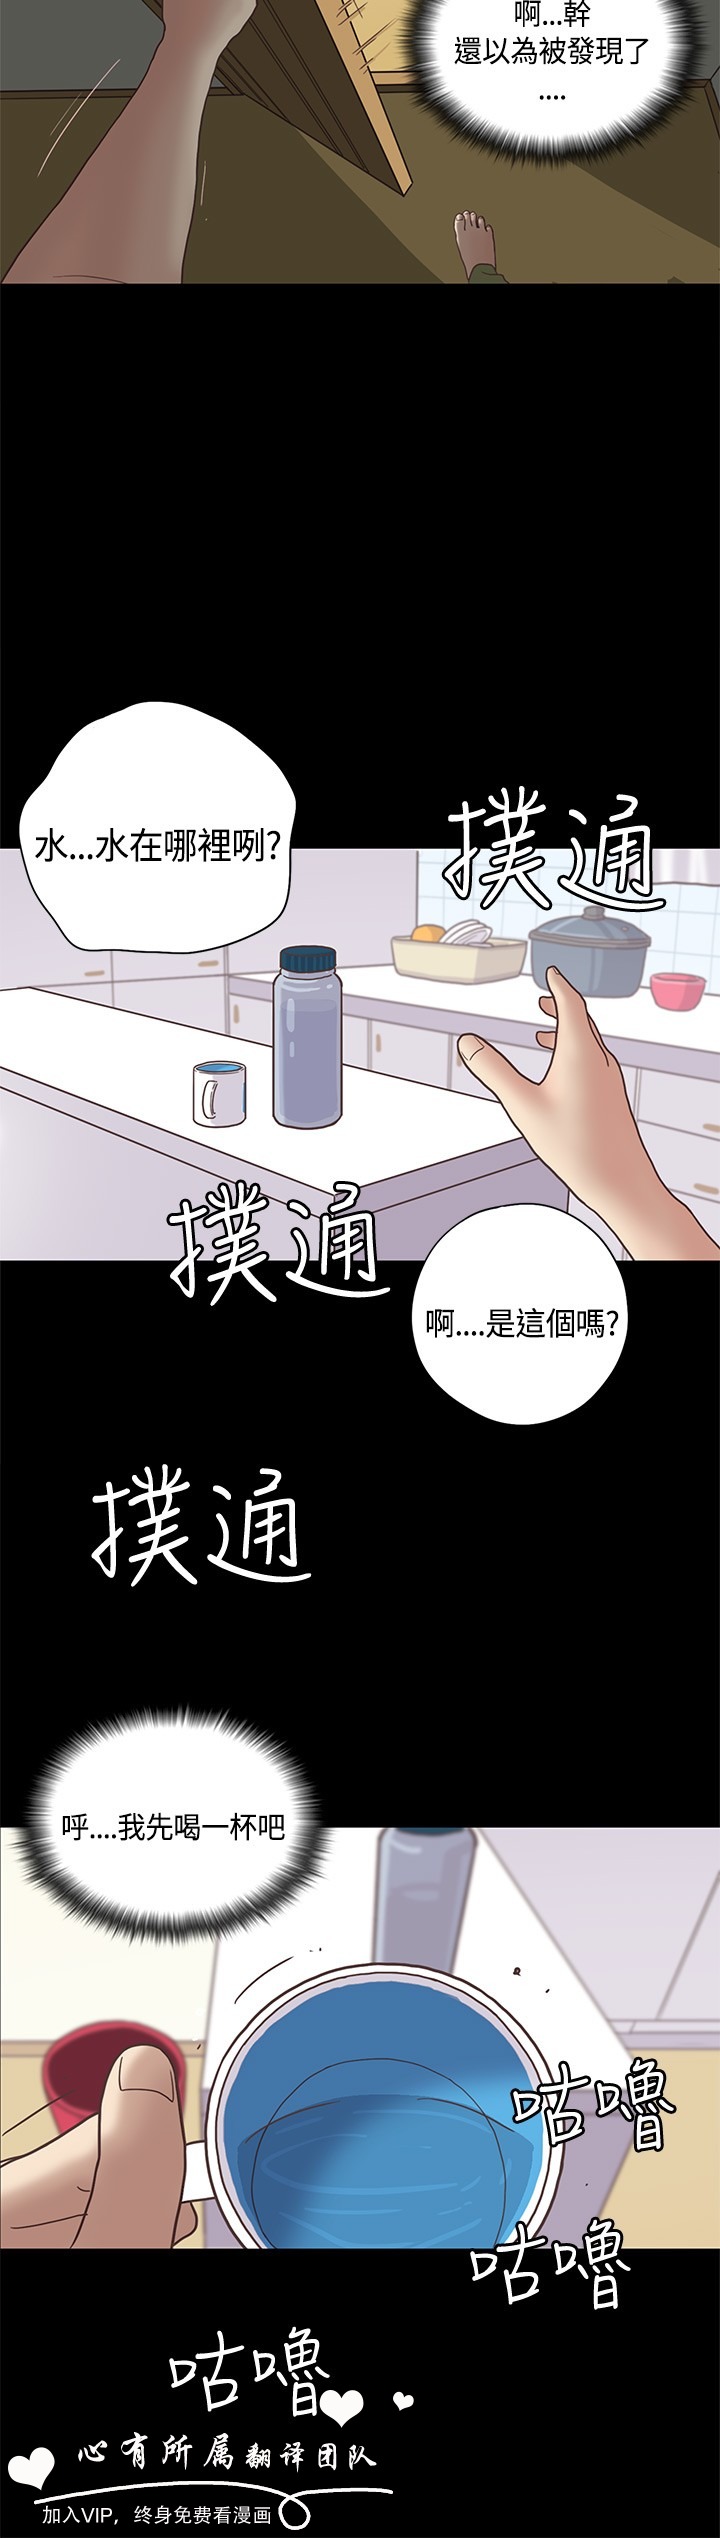 啊...幹
還以為被發現了
....
水...水在哪裡咧?
撲通
撲通
啊....是這個嗎?
撲通
呼....我先喝一杯吧
咕嚕
咕嚕
咕嚕
心有所属翻译团队
加入VIP，终身免费看漫画